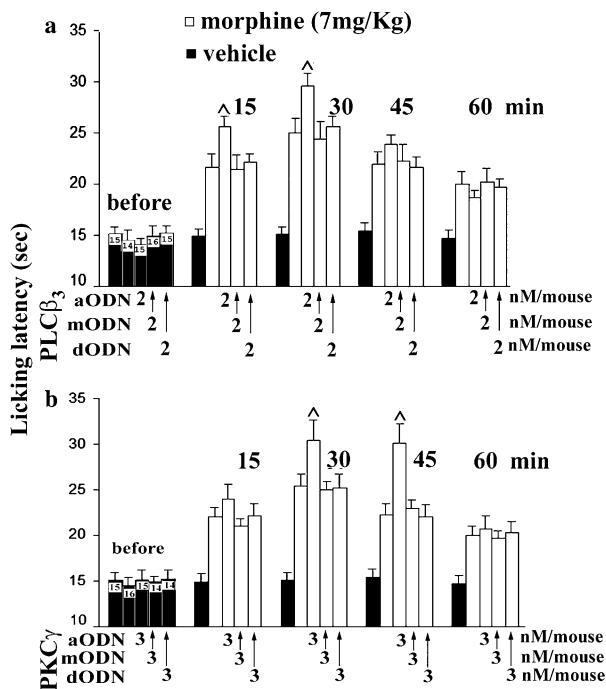 a
morphine (7mg/Kg)
vehicle
Licking latency (sec)
35
30
25
20
15
10
before
15 30 45 60 min
^ ^
15 14 15 16 15
PLCβ3
aODN 2 2 2 2 2 nM/mouse
mODN 2 2 2 2 2 nM/mouse
dODN 2 2 2 2 2 nM/mouse
b
35
30
25
20
15
10
before
15 30 45 60 min
^ ^
15 16 15 14 14
PKCγ
aODN 3 3 3 3 3 nM/mouse
mODN 3 3 3 3 3 nM/mouse
dODN 3 3 3 3 3 nM/mouse